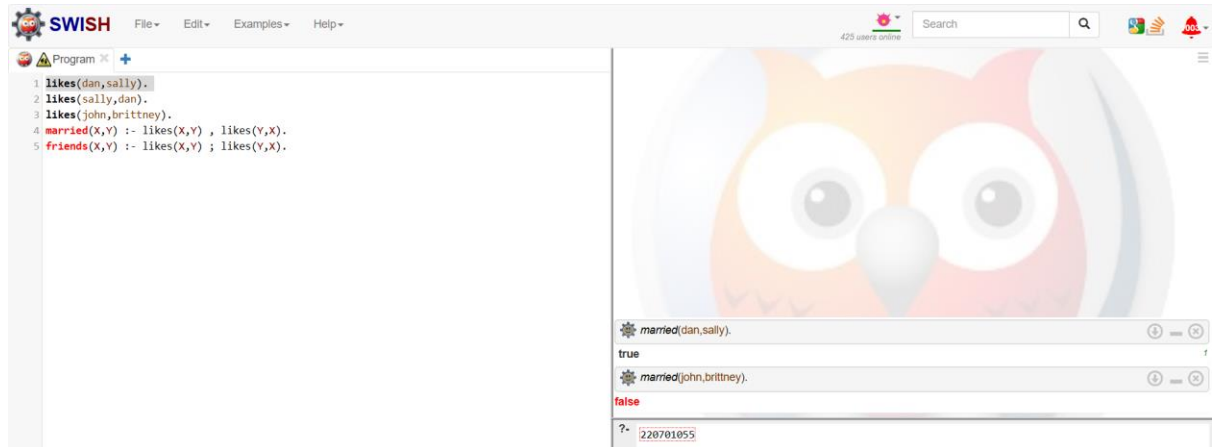 SWISH File Edit Examples Help 425 users online Search
Program
1 likes(dan,sally).
2 likes(sally,dan).
3 likes(john,brittney).
4 married(X,Y) :- likes(X,Y) , likes(Y,X).
5 friends(X,Y) :- likes(X,Y) ; likes(Y,X).
married(dan,sally).
true 1
married(john,brittney).
false
?- 220701055